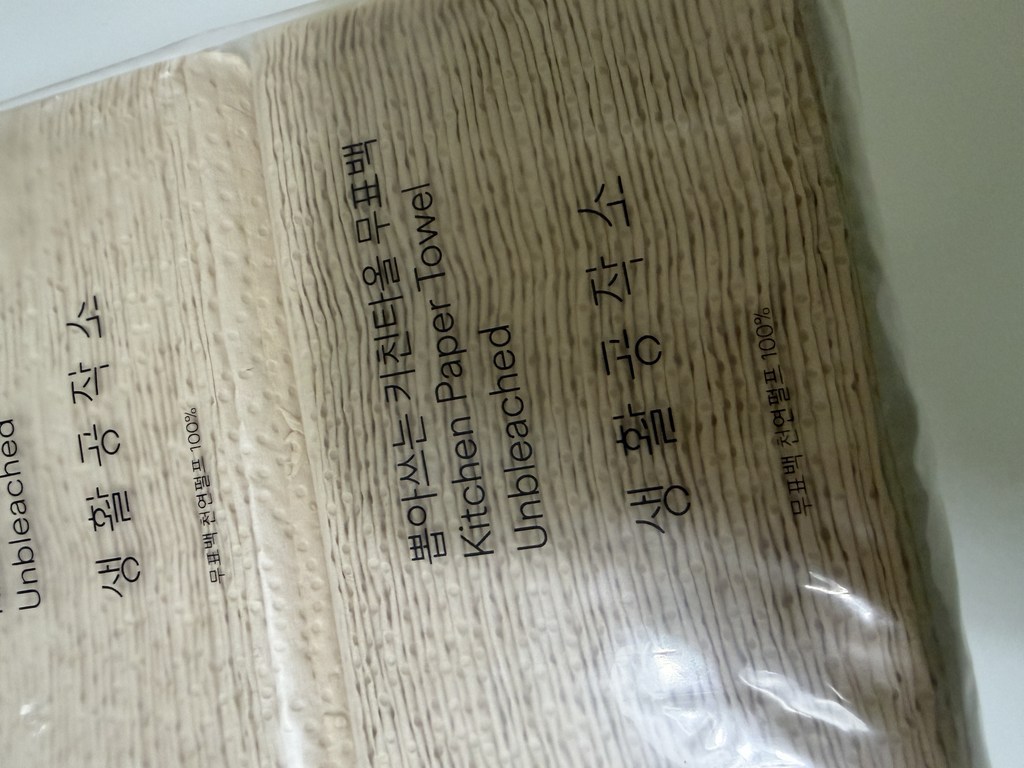 Unbleached
생활공작소
무표백 천연펄프 100%
뽑아쓰는 키친타올 무표백
Kitchen Paper Towel
Unbleached
생활공작소
무표백 천연펄프 100%